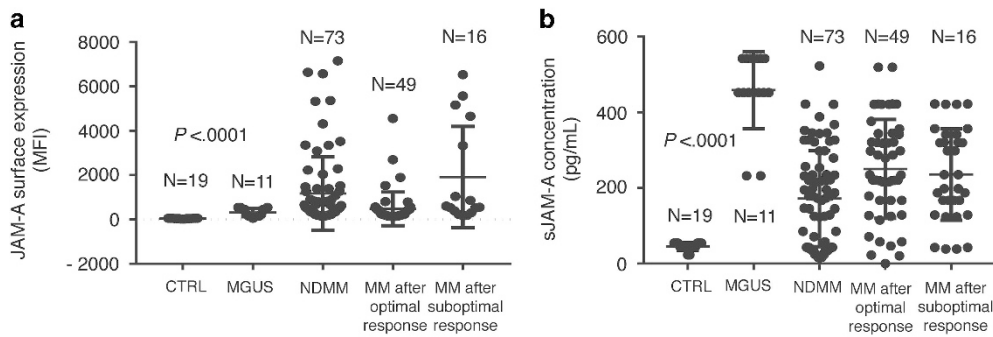 a
JAM-A surface expression
(MFI)
8000
6000
4000
2000
0
- 2000
N=73
N=16
N=49
P <.0001
N=19
N=11
CTRL
MGUS
NDMM
MM after
optimal
response
MM after
suboptimal
response
b
sJAM-A concentration
(pg/mL)
600
400
200
0
N=73
N=49
N=16
P <.0001
N=19
N=11
CTRL
MGUS
NDMM
MM after
optimal
response
MM after
suboptimal
response